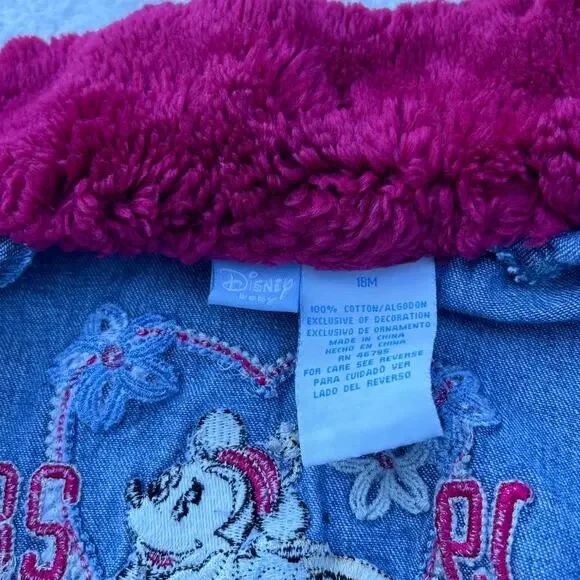 Disney
baby
18M
100% COTTON/ALGODON
EXCLUSIVE OF DECORATION
EXCLUSIVO DE ORNAMENTO
MADE IN CHINA
HECHO EN CHINA
RN 46795
FOR CARE SEE REVERSE
PARA CUIDADO VER
LADO DEL REVERSO